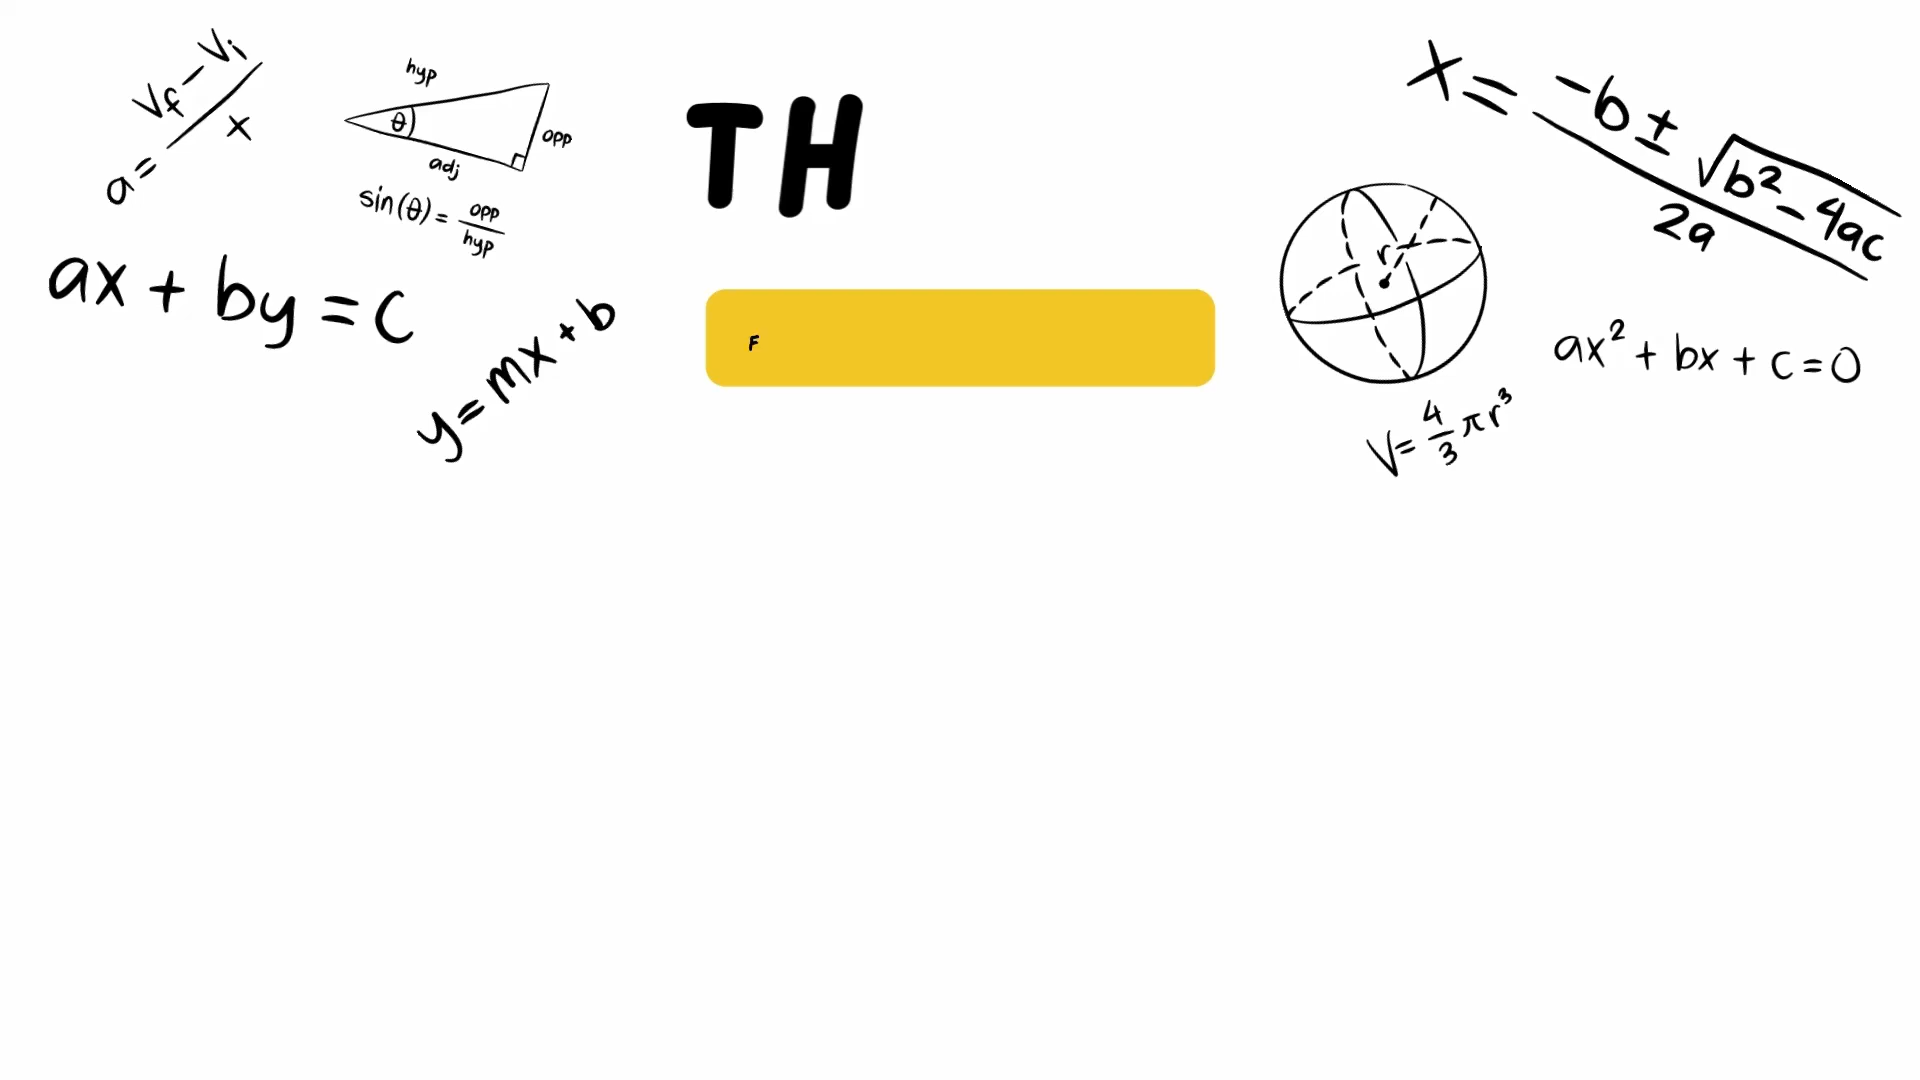 a = Vf - Vi / x
hyp
θ
opp
adj
sin(θ) = opp / hyp
ax + by = c
y = mx + b
TH
F
x = -b ± √b² - 4ac / 2a
r
V = 4/3 πr³
ax² + bx + c = 0